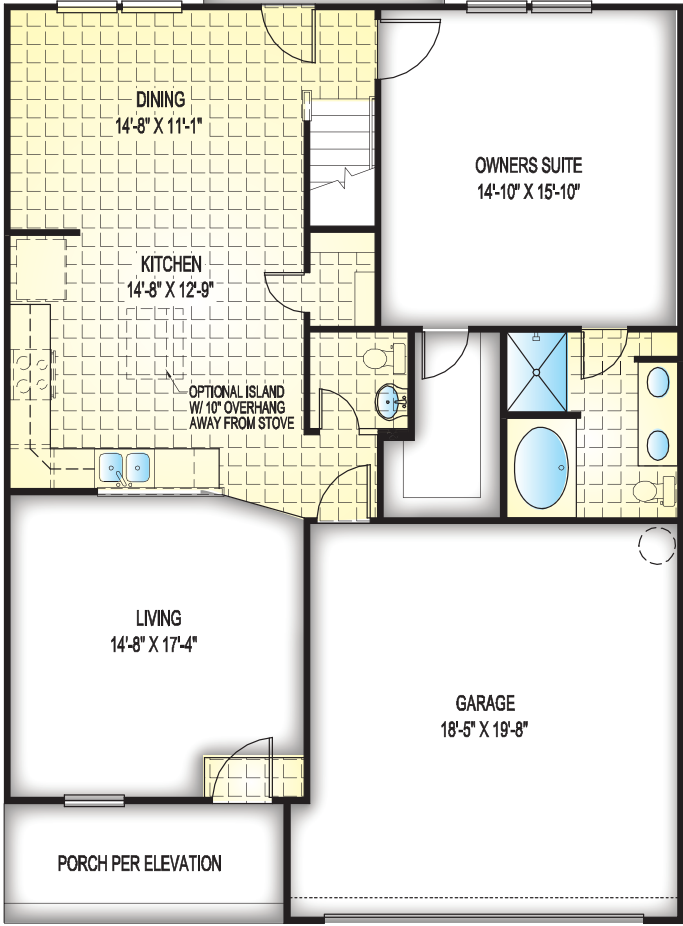 DINING
14'-8" X 11'-1"
OWNERS SUITE
14'-10" X 15'-10"
KITCHEN
14'-8" X 12'-9"
OPTIONAL ISLAND
W/ 10" OVERHANG
AWAY FROM STOVE
LIVING
14'-8" X 17'-4"
GARAGE
18'-5" X 19'-8"
PORCH PER ELEVATION